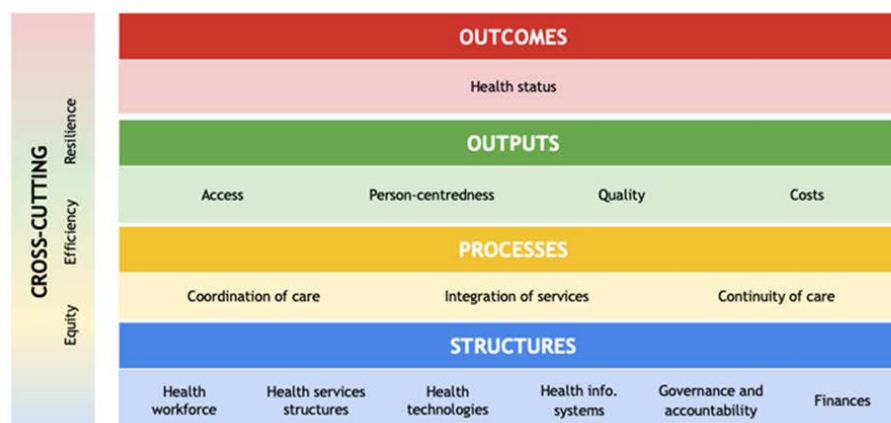 CROSS-CUTTING
Resilience
Efficiency
Equity
OUTCOMES
Health status
OUTPUTS
Access Person-centredness Quality Costs
PROCESSES
Coordination of care Integration of services Continuity of care
STRUCTURES
Health workforce
Health services structures
Health technologies
Health info. systems
Governance and accountability
Finances